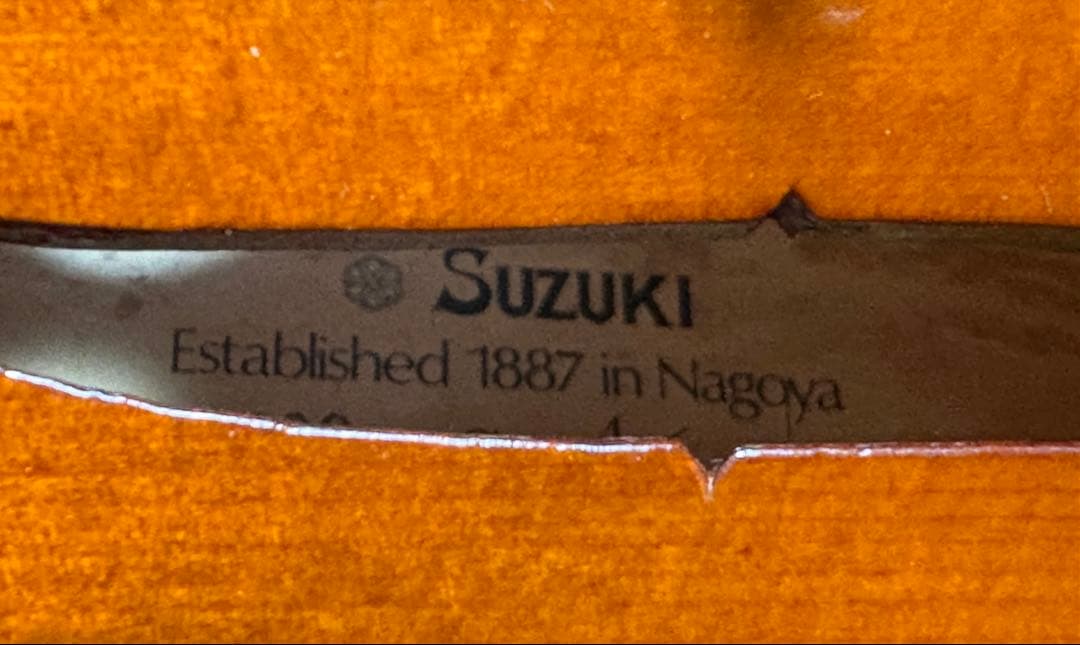 SUZUKI
Established 1887 in Nagoya